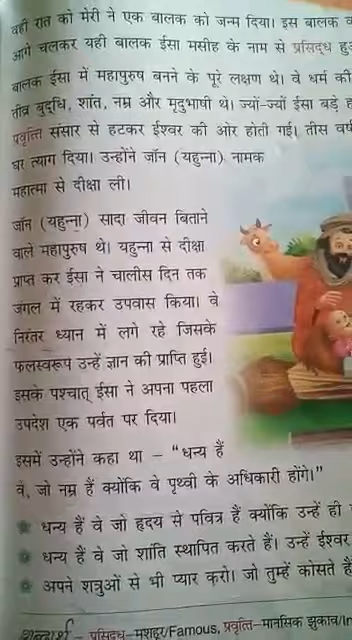 वहीं रात को मेरी ने एक बालक को जन्म दिया। इस बालक
आगे चलकर यही बालक ईसा मसीह के नाम से प्रसिद्ध
बालक ईसा में महापुरुष बनने के पूरे लक्षण थे। वे धर्म की
तीव्र बुद्धि, शांत, नम्र और मृदुभाषी थे। ज्यों-ज्यों ईसा बड़े
प्रवृत्ति संसार से हटकर ईश्वर की ओर होती गई। तीस
घर त्याग दिया। उन्होंने जॉन (यहुन्ना) नामक
महात्मा से दीक्षा ली।
जॉन (यहुन्ना) सादा जीवन बिताने
वाले महापुरुष थे। यहुन्ना से दीक्षा
प्राप्त कर ईसा ने चालीस दिन तक
जंगल में रहकर उपवास किया। वे
निरंतर ध्यान में लगे रहे जिसके
फलस्वरूप उन्हें ज्ञान की प्राप्ति हुई।
इसके पश्चात् ईसा ने अपना पहला
उपदेश एक पर्वत पर दिया।
इसमें उन्होंने कहा था – "धन्य हैं
वे, जो नम्र हैं क्योंकि वे पृथ्वी के अधिकारी होंगे।"
धन्य हैं वे जो हृदय से पवित्र हैं क्योंकि उन्हें ही
धन्य हैं वे जो शांति स्थापित करते हैं। उन्हें ईश्वर
अपने शत्रुओं से भी प्यार करो। जो तुम्हें कोसते हैं
शब्दार्थ – प्रसिद्ध-मशहूर/Famous, प्रवृत्ति-मानसिक झुकाव/